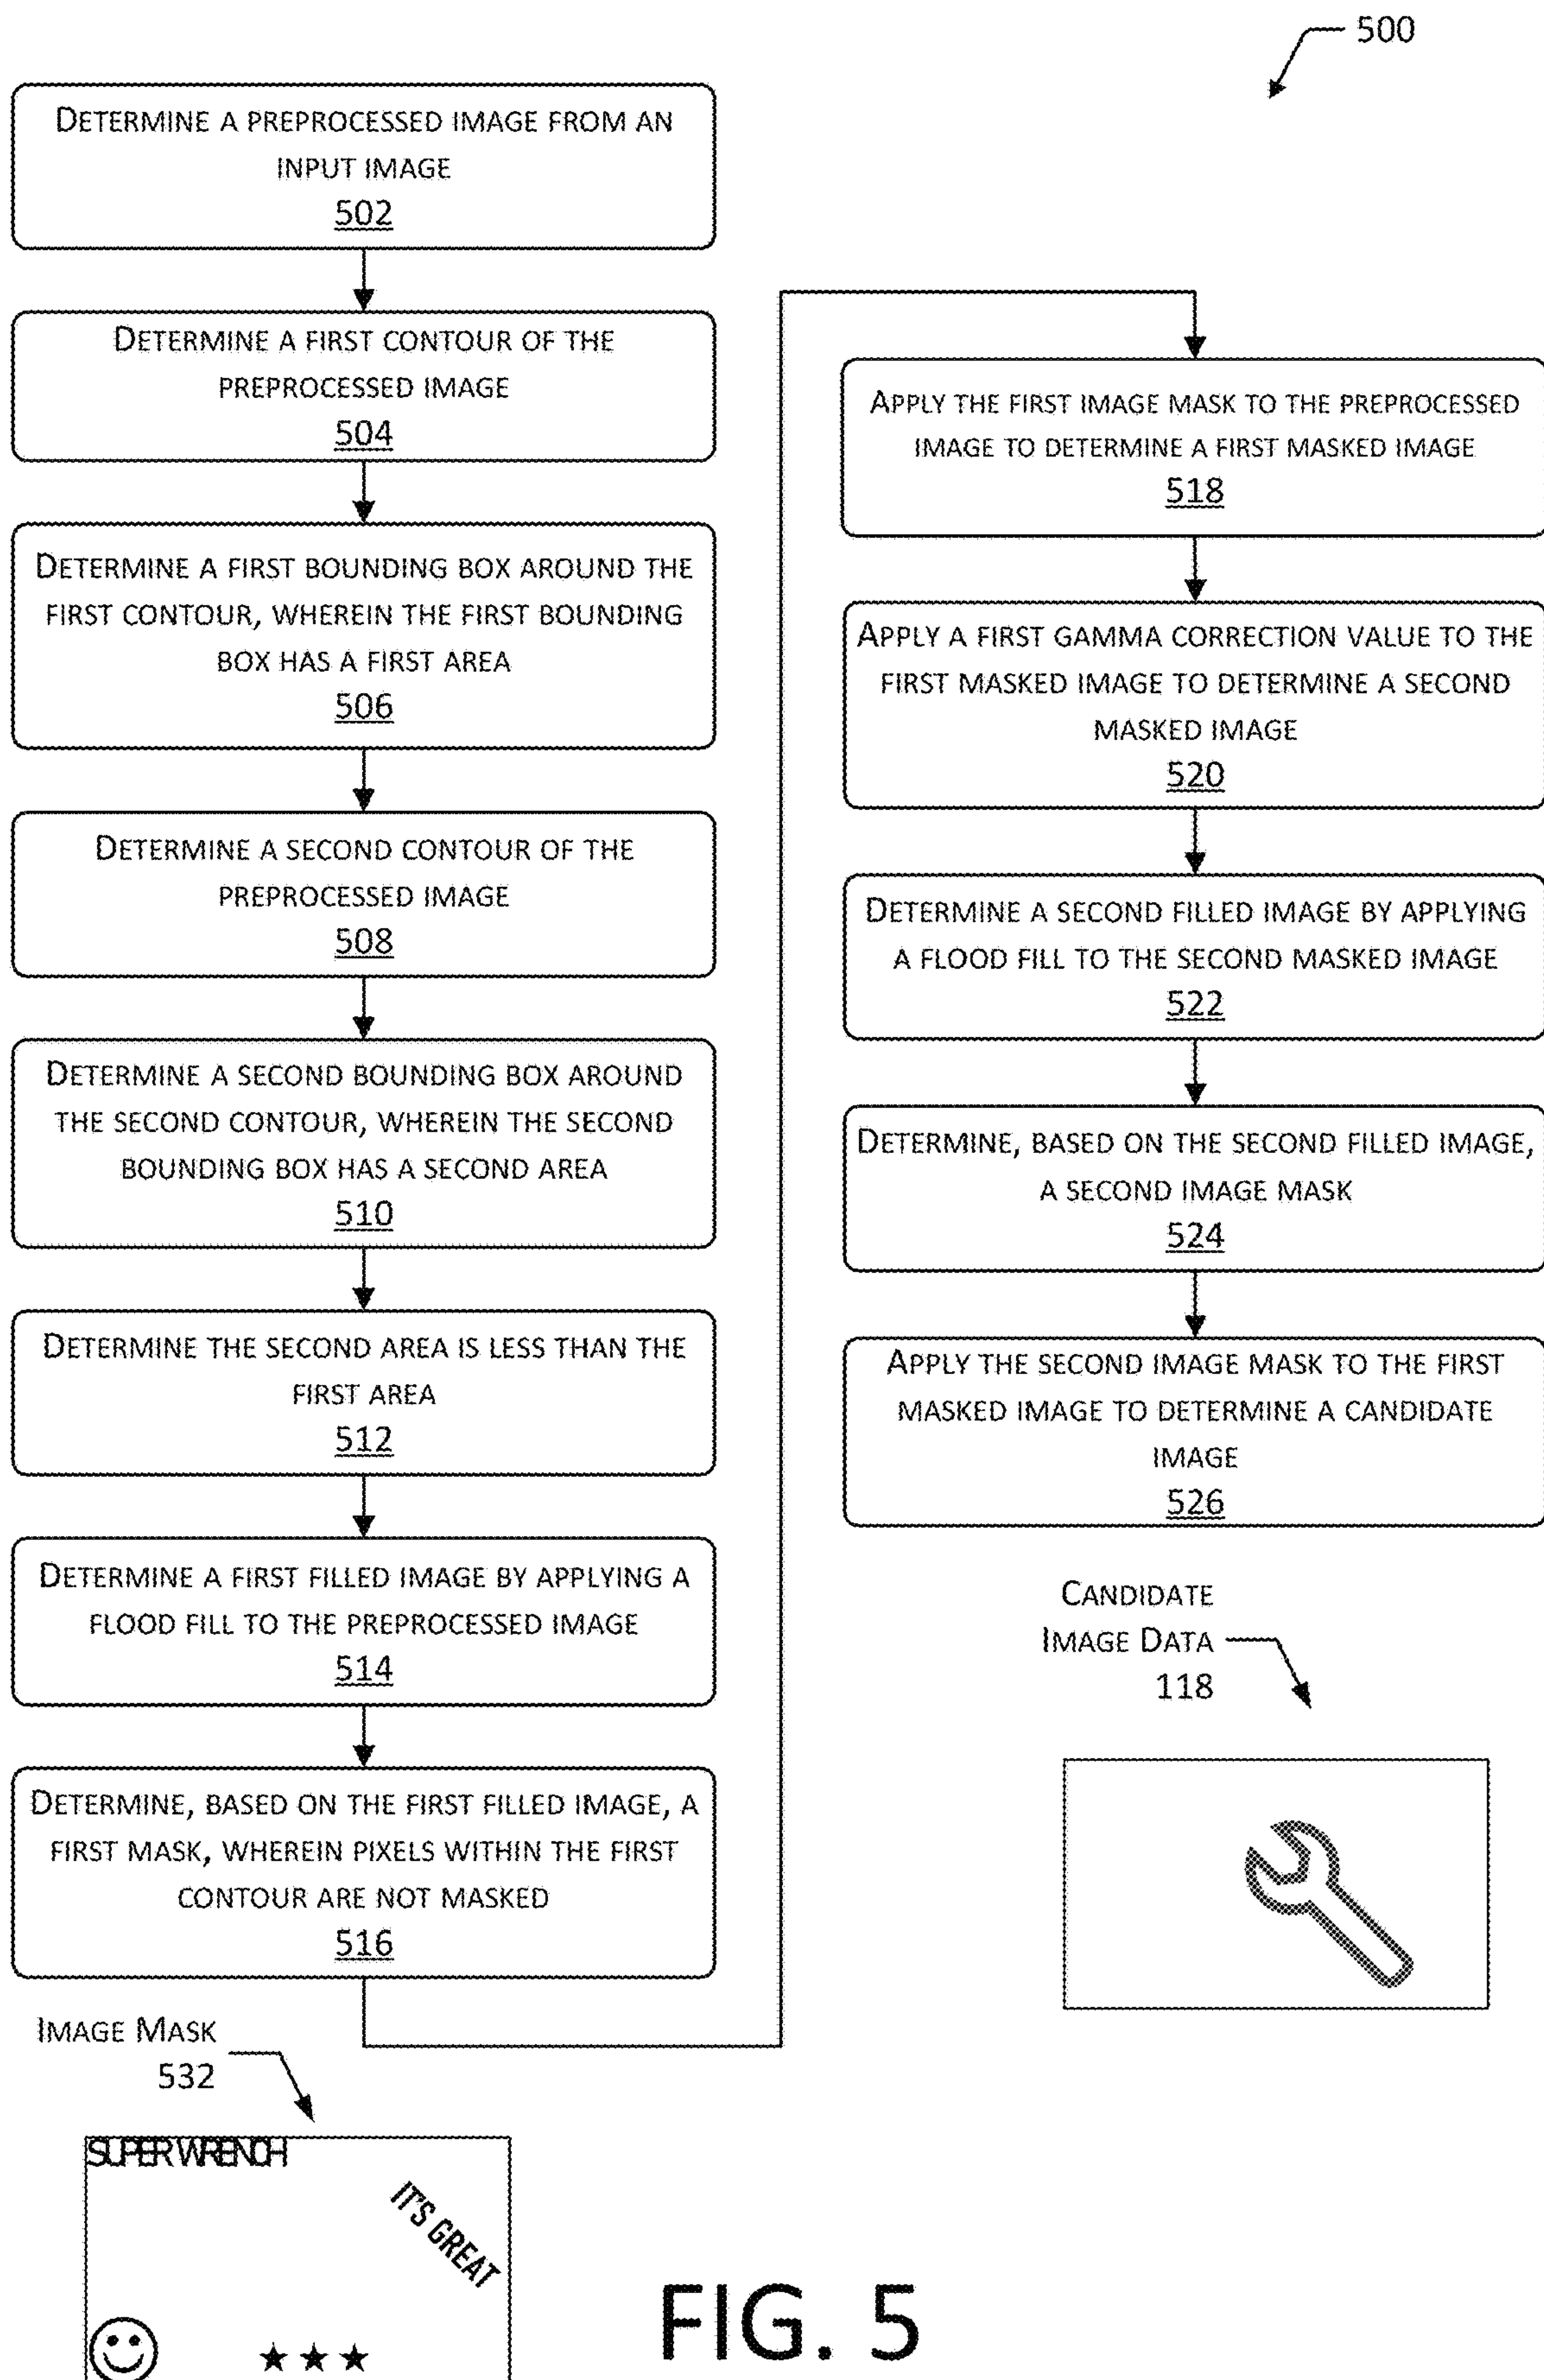 500
DETERMINE A PREPROCESSED IMAGE FROM AN
INPUT IMAGE
502
DETERMINE A FIRST CONTOUR OF THE
PREPROCESSED IMAGE
504
DETERMINE A FIRST BOUNDING BOX AROUND THE
FIRST CONTOUR, WHEREIN THE FIRST BOUNDING
BOX HAS A FIRST AREA
506
DETERMINE A SECOND CONTOUR OF THE
PREPROCESSED IMAGE
508
DETERMINE A SECOND BOUNDING BOX AROUND
THE SECOND CONTOUR, WHEREIN THE SECOND
BOUNDING BOX HAS A SECOND AREA
510
DETERMINE THE SECOND AREA IS LESS THAN THE
FIRST AREA
512
DETERMINE A FIRST FILLED IMAGE BY APPLYING A
FLOOD FILL TO THE PREPROCESSED IMAGE
514
DETERMINE, BASED ON THE FIRST FILLED IMAGE, A
FIRST MASK, WHEREIN PIXELS WITHIN THE FIRST
CONTOUR ARE NOT MASKED
516
APPLY THE FIRST IMAGE MASK TO THE PREPROCESSED
IMAGE TO DETERMINE A FIRST MASKED IMAGE
518
APPLY A FIRST GAMMA CORRECTION VALUE TO THE
FIRST MASKED IMAGE TO DETERMINE A SECOND
MASKED IMAGE
520
DETERMINE A SECOND FILLED IMAGE BY APPLYING
A FLOOD FILL TO THE SECOND MASKED IMAGE
522
DETERMINE, BASED ON THE SECOND FILLED IMAGE,
A SECOND IMAGE MASK
524
APPLY THE SECOND IMAGE MASK TO THE FIRST
MASKED IMAGE TO DETERMINE A CANDIDATE
IMAGE
526
CANDIDATE
IMAGE DATA
118
IMAGE MASK
532
SUPER WRENCH
IT'S GREAT
FIG. 5